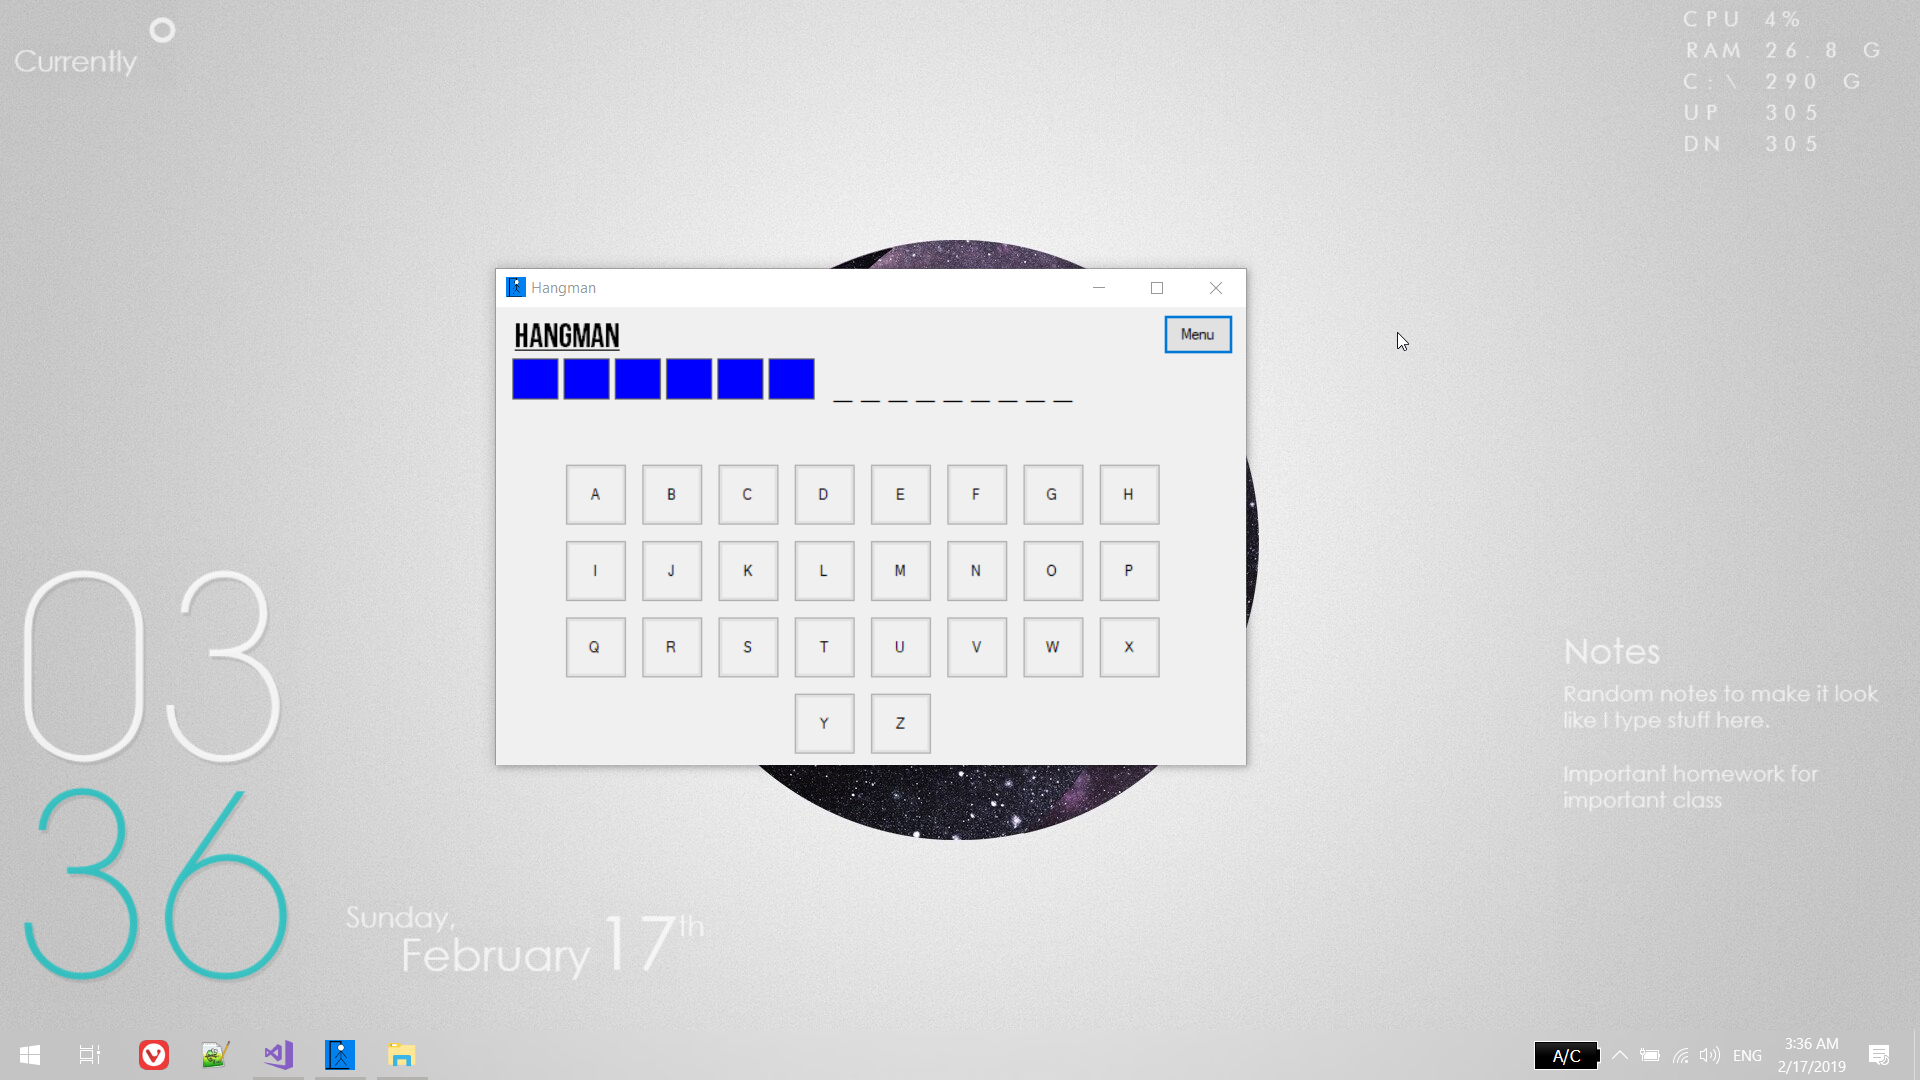 Currently
CPU 4%
RAM 26.8 G
C:\ 290 G
UP 305
DN 305
Hangman
HANGMAN
Menu
_ _ _ _ _ _ _ _ _
A B C D E F G H
I J K L M N O P
Q R S T U V W X
Y Z
03
36
Sunday,
February 17th
Notes
Random notes to make it look
like I type stuff here.
Important homework for
important class
A/C
ENG
3:36 AM
2/17/2019